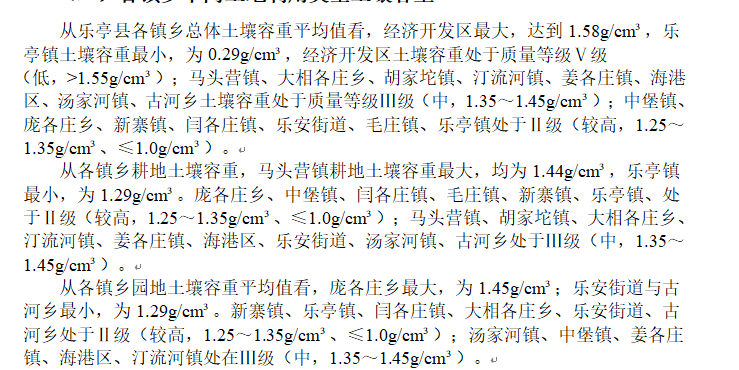 从乐亭县各镇乡总体土壤容重平均值看，经济开发区最大，达到 1.58g/cm³，乐
亭镇土壤容重最小，为 0.29g/cm³，经济开发区土壤容重处于质量等级Ⅴ级
（低，>1.55g/cm³）；马头营镇、大相各庄乡、胡家坨镇、汀流河镇、姜各庄镇、海港
区、汤家河镇、古河乡土壤容重处于质量等级Ⅲ级（中，1.35～1.45g/cm³）；中堡镇、
庞各庄乡、新寨镇、闫各庄镇、乐安街道、毛庄镇、乐亭镇处于Ⅱ级（较高，1.25～
1.35g/cm³、≤1.0g/cm³）。
从各镇乡耕地土壤容重，马头营镇耕地土壤容重最大，均为 1.44g/cm³，乐亭镇
最小，为 1.29g/cm³。庞各庄乡、中堡镇、闫各庄镇、毛庄镇、新寨镇、乐亭镇、处
于Ⅱ级（较高，1.25～1.35g/cm³、≤1.0g/cm³）；马头营镇、胡家坨镇、大相各庄乡、
汀流河镇、姜各庄镇、海港区、乐安街道、汤家河镇、古河乡处于Ⅲ级（中，1.35～
1.45g/cm³）。
从各镇乡园地土壤容重平均值看，庞各庄乡最大，为 1.45g/cm³；乐安街道与古
河乡最小，为 1.29g/cm³。新寨镇、乐亭镇、闫各庄镇、大相各庄乡、乐安街道、古
河乡处于Ⅱ级（较高，1.25～1.35g/cm³、≤1.0g/cm³）；汤家河镇、中堡镇、姜各庄
镇、海港区、汀流河镇处在Ⅲ级（中，1.35～1.45g/cm³）。